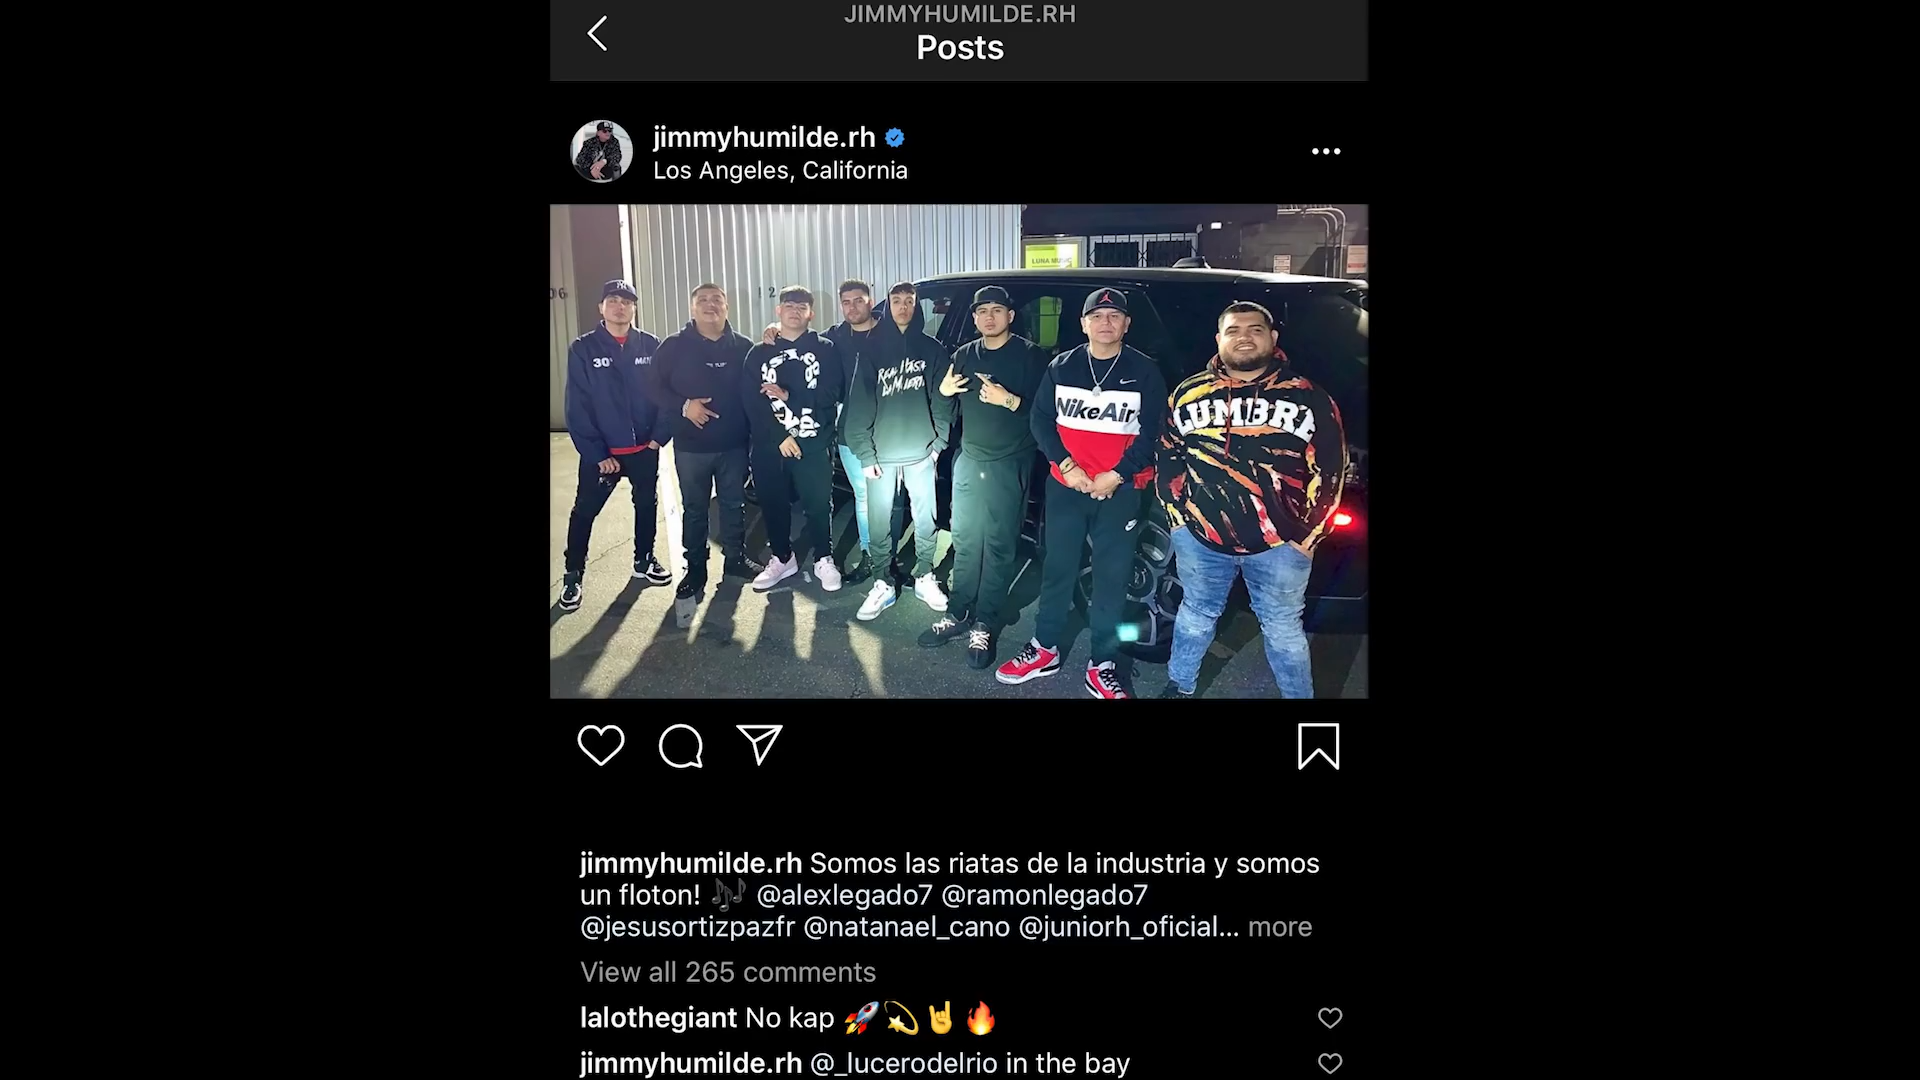 JIMMYHUMILDE.RH
Posts
jimmyhumilde.rh
Los Angeles, California
LUNA MUSIC
NikeAir
LUMBRE
jimmyhumilde.rh Somos las riatas de la industria y somos
un floton! 🎶 @alexlegado7 @ramonlegado7
@jesusortizpazfr @natanael_cano @juniorh_oficial... more
View all 265 comments
lalothegiant No kap 🚀💫🤘🔥
jimmyhumilde.rh @_lucerodelrio in the bay